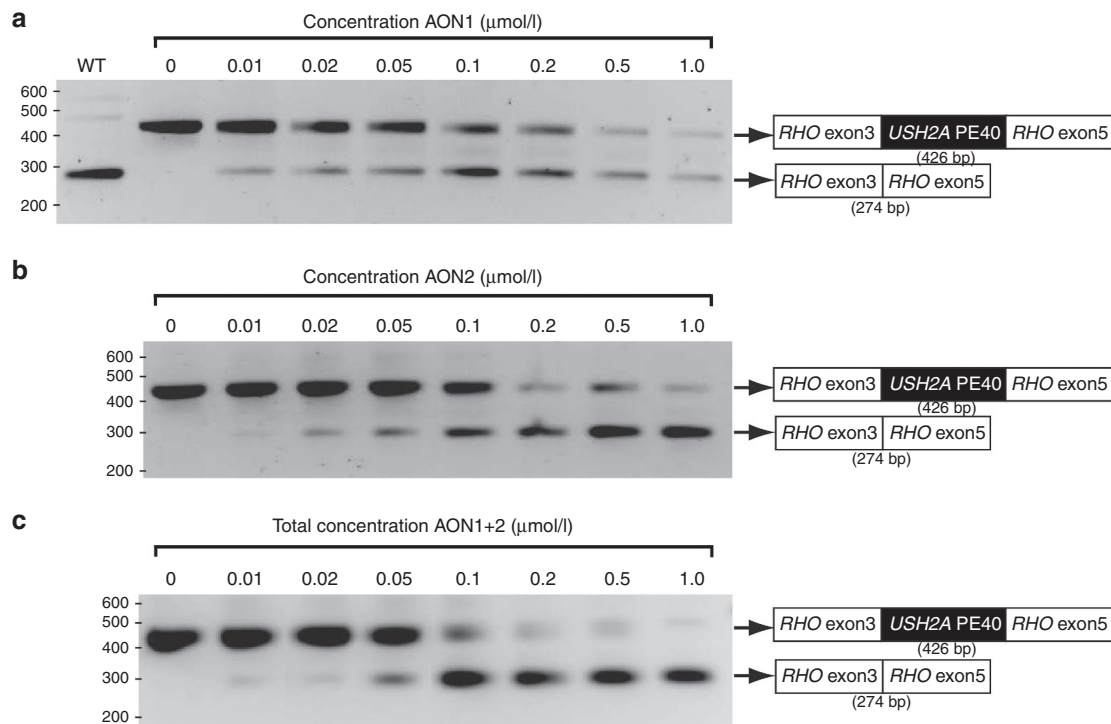 a
Concentration AON1 (μmol/l)
WT 0 0.01 0.02 0.05 0.1 0.2 0.5 1.0
600
500
400
300
200
RHO exon3 USH2A PE40 RHO exon5
(426 bp)
RHO exon3 RHO exon5
(274 bp)
b
Concentration AON2 (μmol/l)
0 0.01 0.02 0.05 0.1 0.2 0.5 1.0
600
500
400
300
200
RHO exon3 USH2A PE40 RHO exon5
(426 bp)
RHO exon3 RHO exon5
(274 bp)
c
Total concentration AON1+2 (μmol/l)
0 0.01 0.02 0.05 0.1 0.2 0.5 1.0
600
500
400
300
200
RHO exon3 USH2A PE40 RHO exon5
(426 bp)
RHO exon3 RHO exon5
(274 bp)